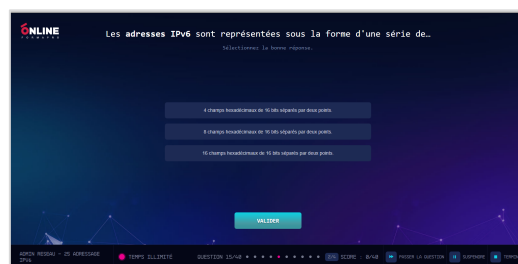 ONLINE
FORMAPRO
Les adresses IPv6 sont représentées sous la forme d'une série de…
Sélectionnez la bonne réponse.
4 champs hexadécimaux de 16 bits séparés par deux points.
8 champs hexadécimaux de 16 bits séparés par deux points.
16 champs hexadécimaux de 16 bits séparés par deux points.
VALIDER
ADMIN RESEAU - 25 ADRESSAGE IPV6
TEMPS ILLIMITÉ
QUESTION 15/40
SCORE : 0/40
PASSER LA QUESTION
SUSPENDRE
TERMIN